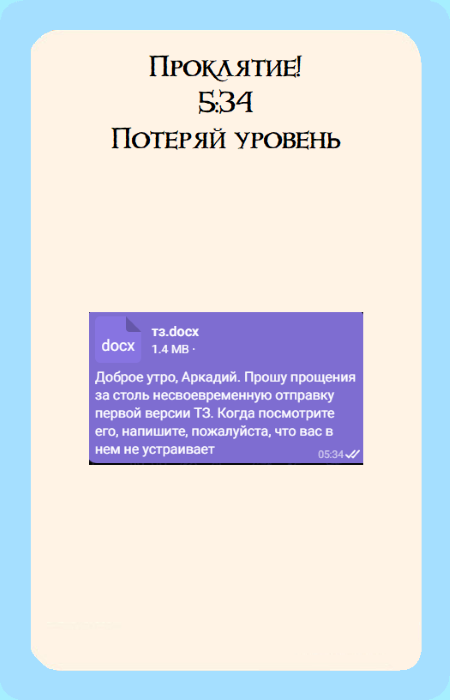 Проклятие!
5:34
Потеряй уровень
docx
тз.docx
1.4 MB ·
Доброе утро, Аркадий. Прошу прощения
за столь несвоевременную отправку
первой версии ТЗ. Когда посмотрите
его, напишите, пожалуйста, что вас в
нем не устраивает
05:34